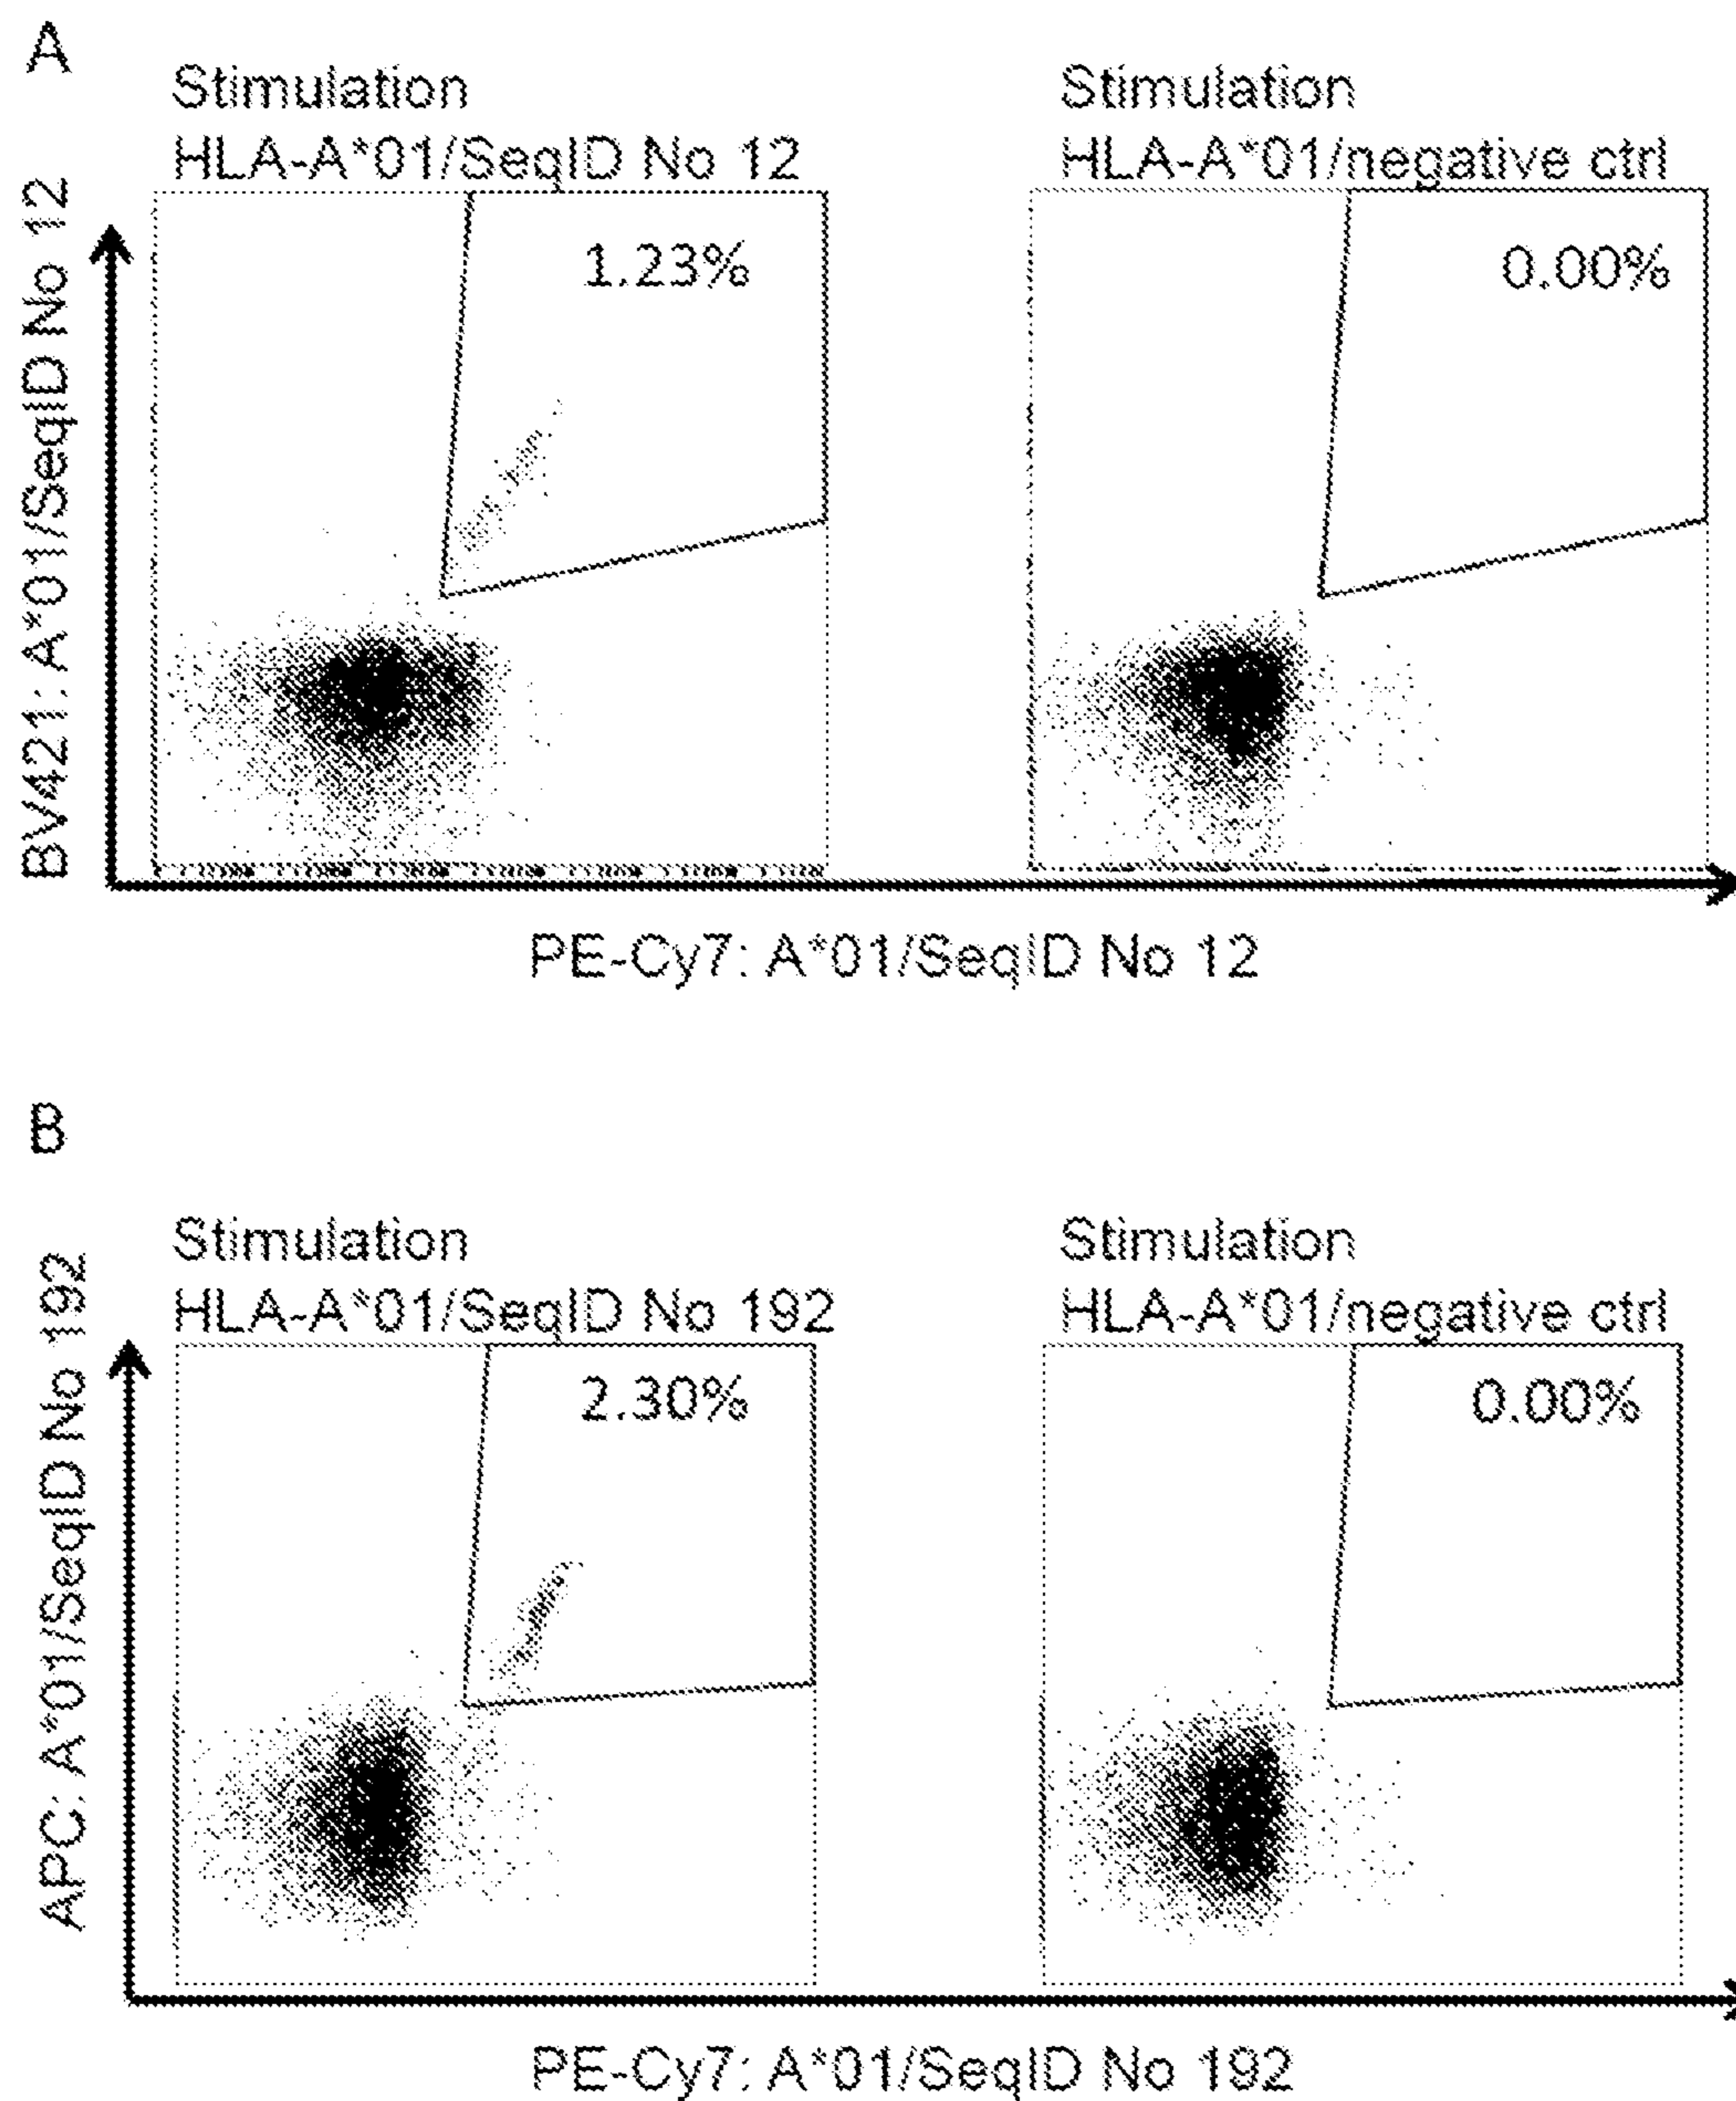 A
Stimulation
HLA-A*01/SeqID No 12
Stimulation
HLA-A*01/negative ctrl
BV421: A*01/SeqID No 12
1.23%
0.00%
PE-Cy7: A*01/SeqID No 12
B
Stimulation
HLA-A*01/SeqID No 192
Stimulation
HLA-A*01/negative ctrl
APC: A*01/SeqID No 192
2.30%
0.00%
PE-Cy7: A*01/SeqID No 192